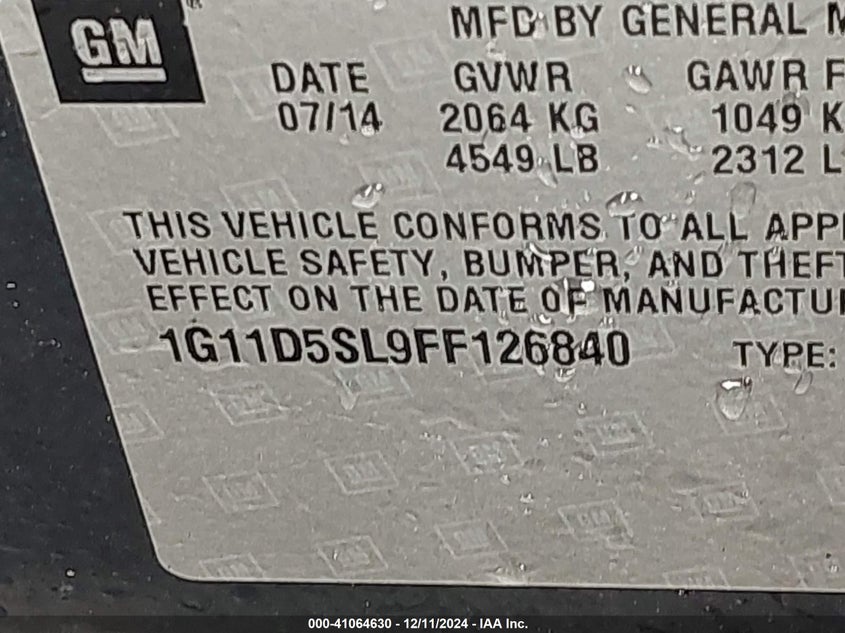 GM
MFD BY GENERAL M
DATE GVWR GAWR F
07/14 2064 KG 1049 K
4549 LB 2312 L
THIS VEHICLE CONFORMS TO ALL APPL
VEHICLE SAFETY, BUMPER, AND THEFT
EFFECT ON THE DATE OF MANUFACTU
1G11D5SL9FF126840 TYPE:
000-41064630 - 12/11/2024 - IAA Inc.